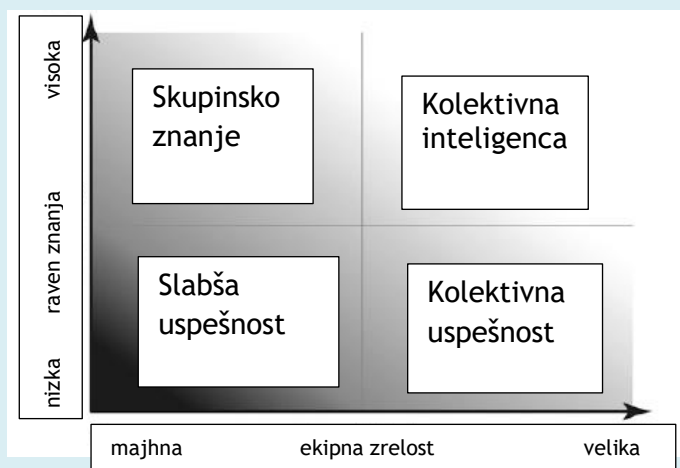 visoka
raven znanja
nizka
Skupinsko
znanje
Kolektivna
inteligenca
Slabša
uspešnost
Kolektivna
uspešnost
majhna
ekipna zrelost
velika